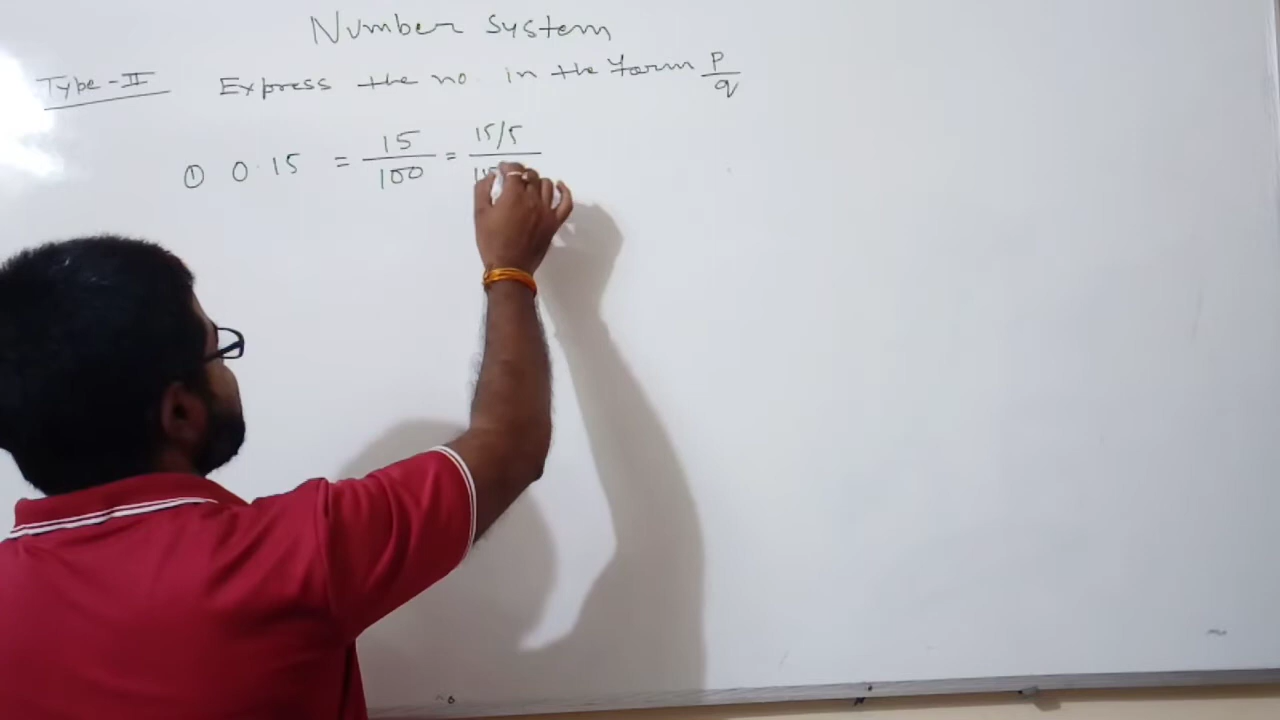 Number System
Type-II Express the no. in the form p/q
① 0.15 = 15/100 = 15/5